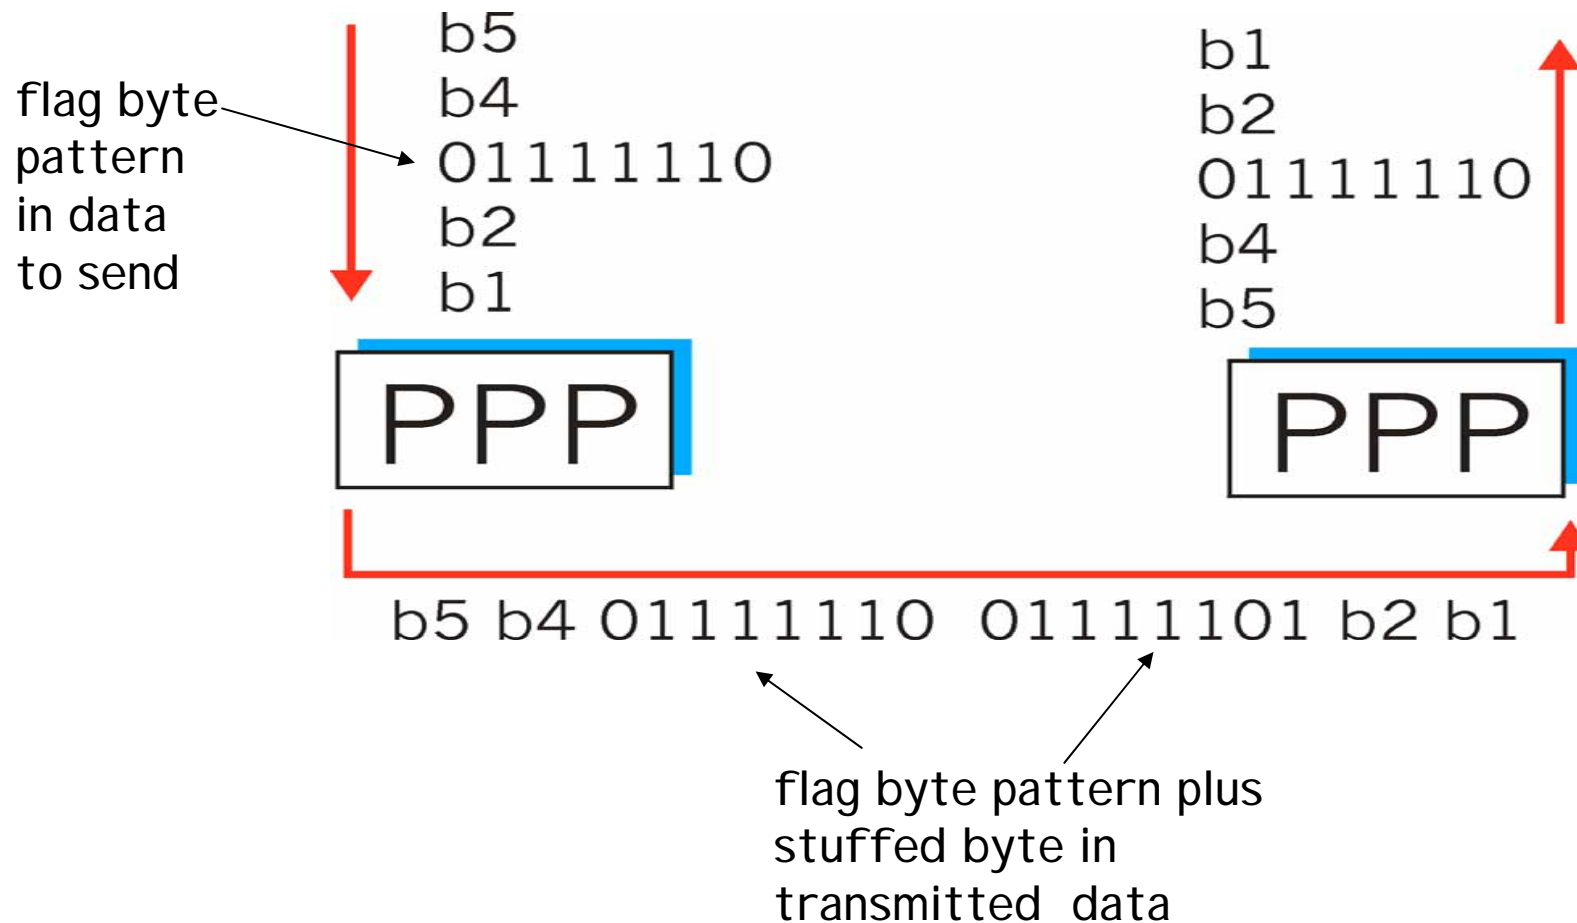 flag byte
pattern
in data
to send
b5
b4
01111110
b2
b1
PPP
b1
b2
01111110
b4
b5
PPP
b5 b4 01111110 01111101 b2 b1
flag byte pattern plus
stuffed byte in
transmitted data